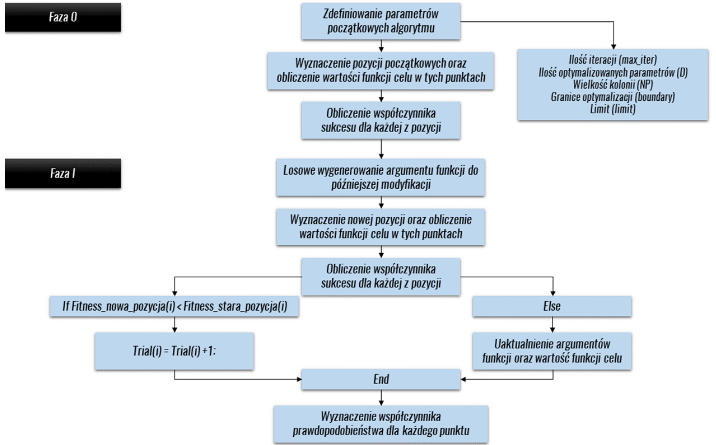 Faza 0
Zdefiniowanie parametrów
początkowych algorytmu
Ilość iteracji (max_iter)
Ilość optymalizowanych parametrów (D)
Wielkość kolonii (NP)
Granice optymalizacji (boundary)
Limit (limit)
Wyznaczenie pozycji początkowych oraz
obliczenie wartości funkcji celu w tych punktach
Obliczenie współczynnika
sukcesu dla każdej z pozycji
Faza I
Losowe wygenerowanie argumentu funkcji do
późniejszej modyfikacji
Wyznaczenie nowej pozycji oraz obliczenie
wartości funkcji celu w tych punktach
Obliczenie współczynnika
sukcesu dla każdej z pozycji
If Fitness_nowa_pozycja(i) < Fitness_stara_pozycja(i)
Else
Trial(i) = Trial(i) +1:
Uaktualnienie argumentów
funkcji oraz wartość funkcji celu
End
Wyznaczenie współczynnika
prawdopodobieństwa dla każdego punktu